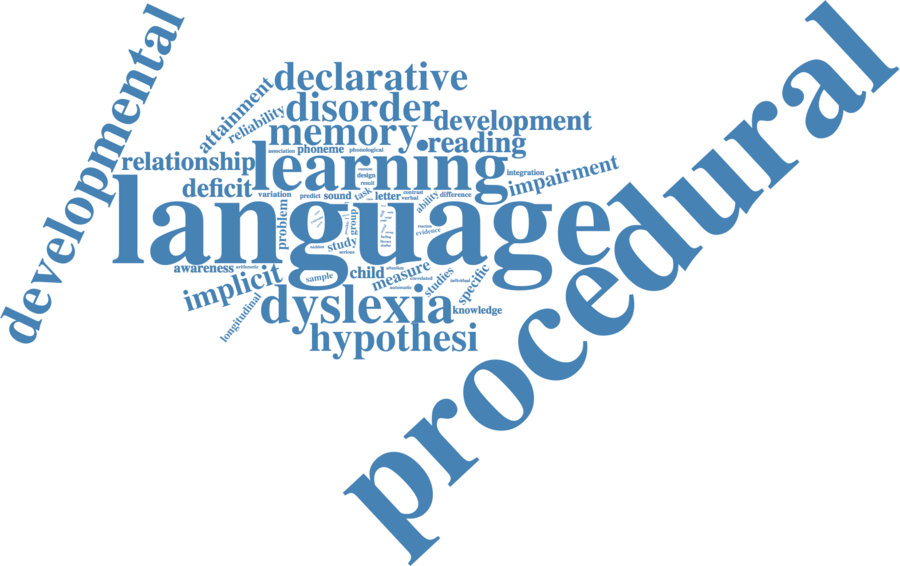 developmental
procedural
declarative
attainment
disorder
reliability
development
memory
reading
association
phoneme
phonological
relationship
learning
integration
impairment
design
result
deficit
variation
predict
sound
task
letter
contrast
verbal
ability
difference
language
problem
group
study
evidence
awareness
arithmetic
implicit
sample
child
measure
correlated
individual
studies
specific
longitudinal
dyslexia
knowledge
hypothesi